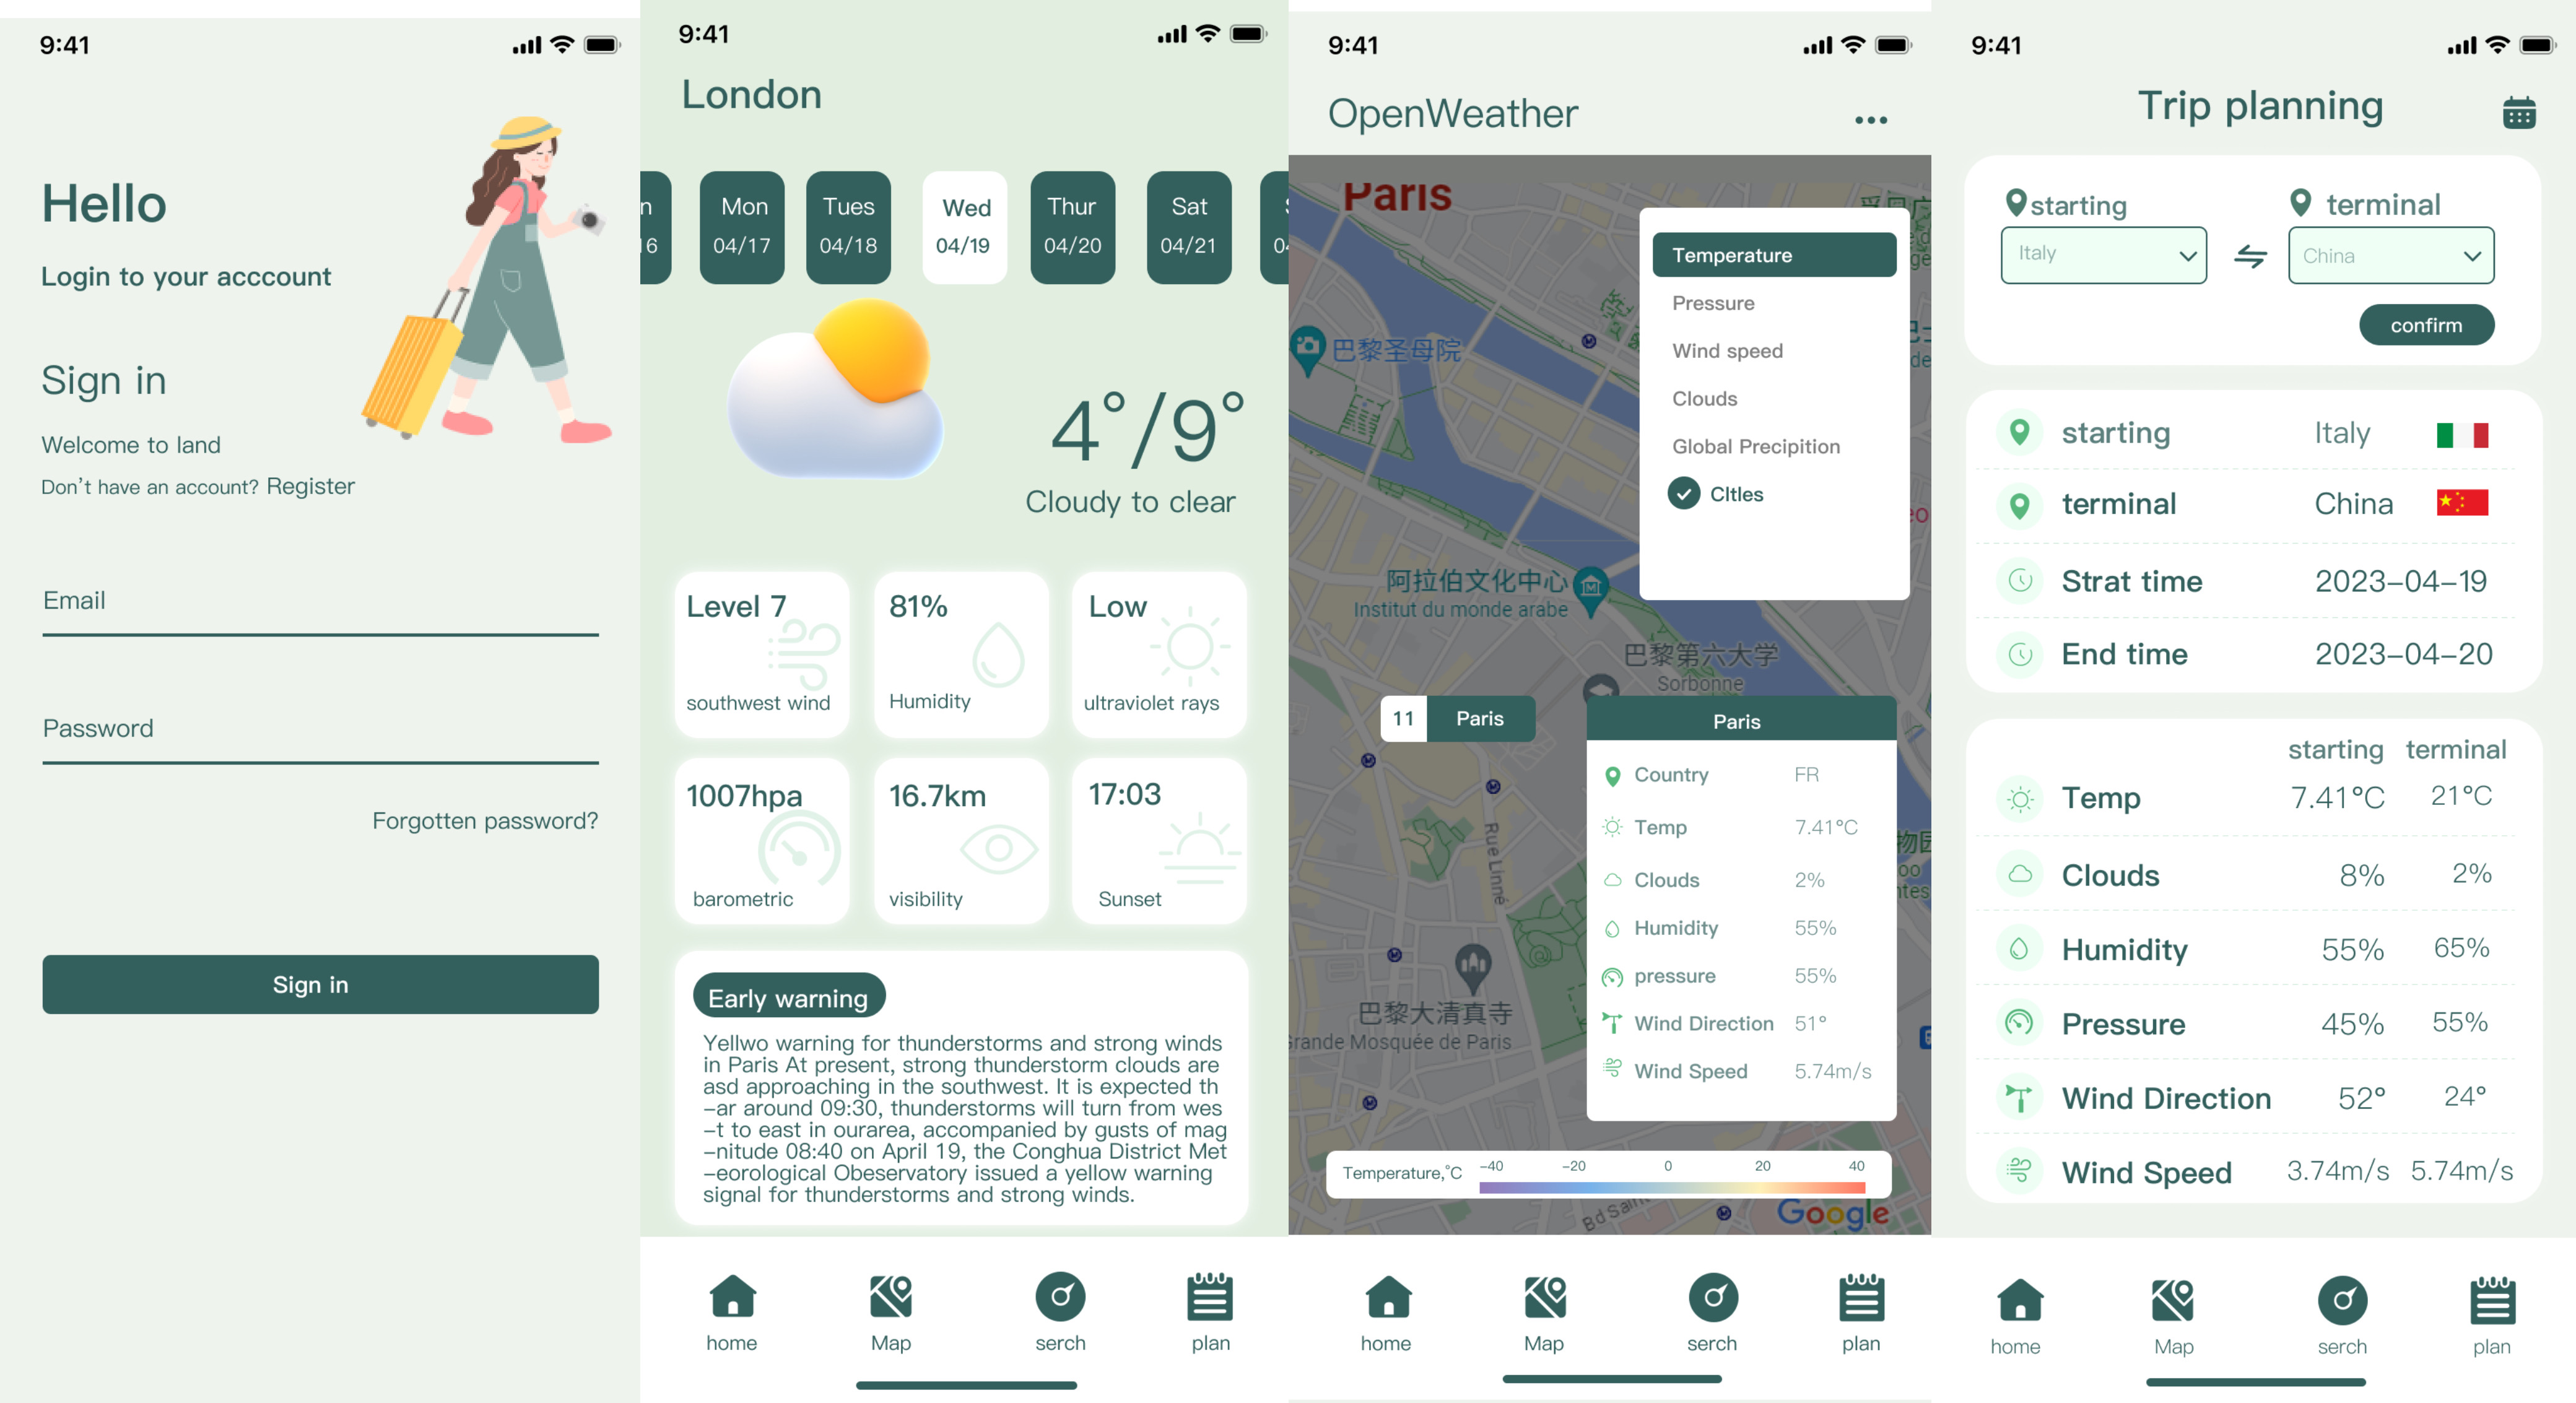 9:41
Hello
Login to your acccount
Sign in
Welcome to land
Don't have an account? Register
Email
Password
Forgotten password?
Sign in
9:41
London
n
16
Mon
04/17
Tues
04/18
Wed
04/19
Thur
04/20
Sat
04/21
4°/9°
Cloudy to clear
Level 7
southwest wind
81%
Humidity
Low
ultraviolet rays
1007hpa
barometric
16.7km
visibility
17:03
Sunset
Early warning
Yellwo warning for thunderstorms and strong winds
in Paris At present, strong thunderstorm clouds are
asd approaching in the southwest. It is expected th
-ar around 09:30, thunderstorms will turn from wes
-t to east in ourarea, accompanied by gusts of mag
-nitude 08:40 on April 19, the Conghua District Met
-eorological Obeservatory issued a yellow warning
signal for thunderstorms and strong winds.
home
Map
serch
plan
9:41
OpenWeather
•••
Paris
巴黎圣母院
Temperature
Pressure
Wind speed
Clouds
Global Precipition
CItIes
阿拉伯文化中心
Institut du monde arabe
巴黎第六大学
Sorbonne
11 Paris
Paris
Country FR
Temp 7.41°C
Clouds 2%
Humidity 55%
pressure 55%
Wind Direction 51°
Wind Speed 5.74m/s
Rue Linné
巴黎大清真寺
Grande Mosquée de Paris
Temperature,°C -40 -20 0 20 40
Google
home
Map
serch
plan
9:41
Trip planning
starting
terminal
Italy
China
confirm
starting Italy
terminal China
Strat time 2023-04-19
End time 2023-04-20
starting terminal
Temp 7.41°C 21°C
Clouds 8% 2%
Humidity 55% 65%
Pressure 45% 55%
Wind Direction 52° 24°
Wind Speed 3.74m/s 5.74m/s
home
Map
serch
plan